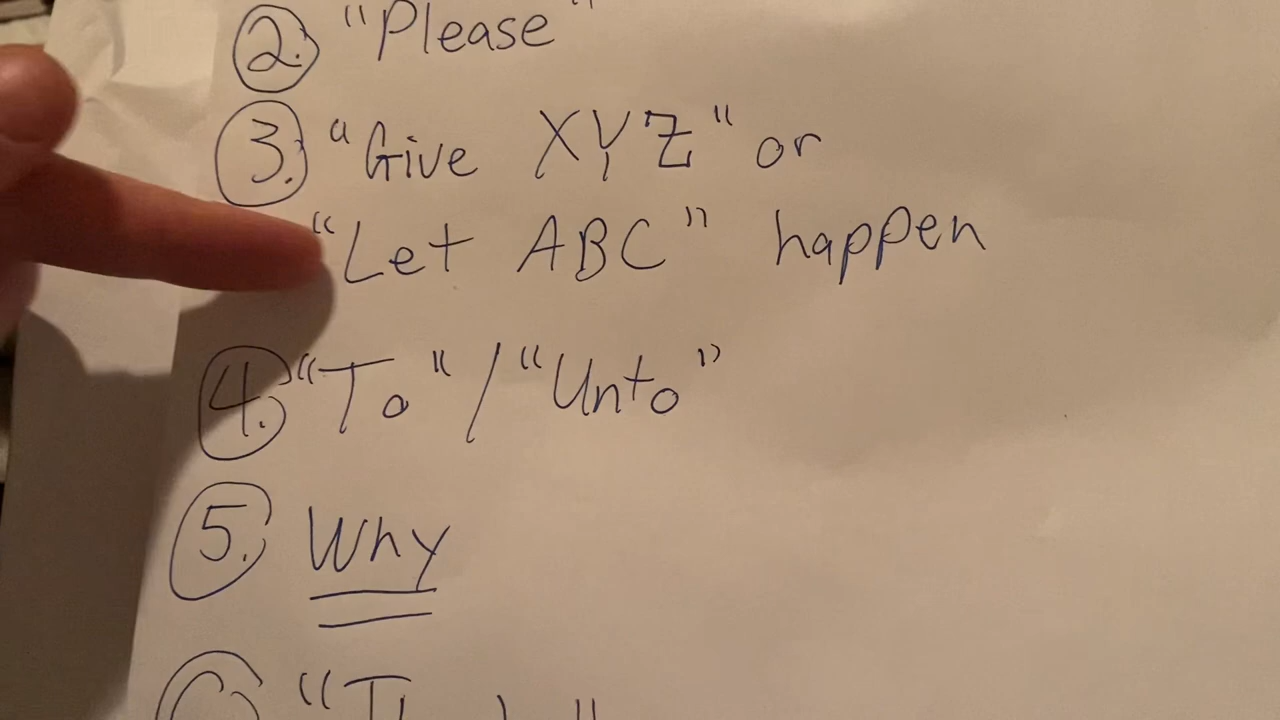 2. "Please"
3. "Give XYZ" or
"Let ABC" happen
4. "To" / "Unto"
5. Why